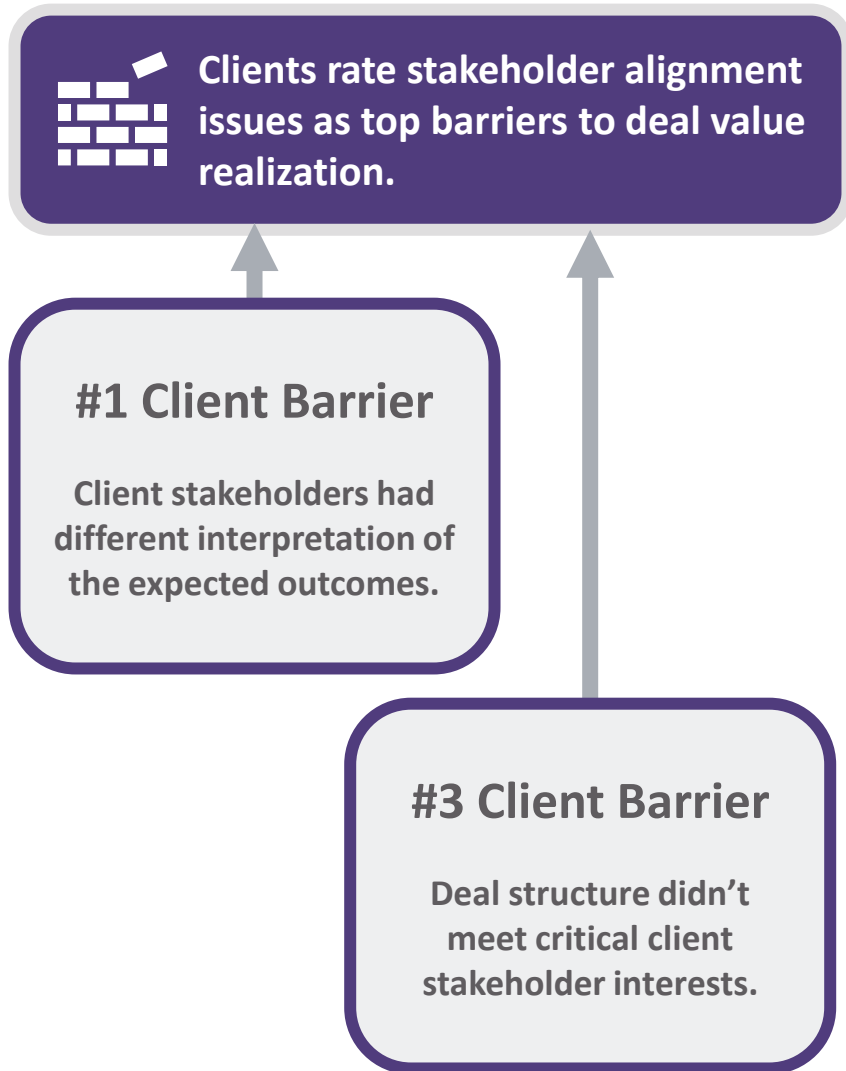 Clients rate stakeholder alignment
issues as top barriers to deal value
realization.
#1 Client Barrier
Client stakeholders had
different interpretation of
the expected outcomes.
#3 Client Barrier
Deal structure didn’t
meet critical client
stakeholder interests.